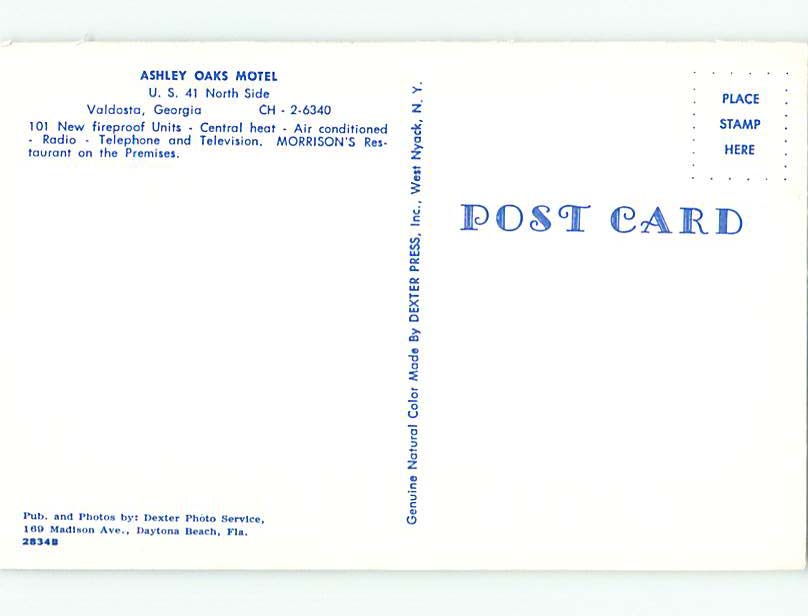 ASHLEY OAKS MOTEL
U. S. 41 North Side
Valdosta, Georgia CH - 2-6340
101 New fireproof Units - Central heat - Air conditioned
- Radio - Telephone and Television. MORRISON'S Res-
taurant on the Premises.
Pub. and Photos by: Dexter Photo Service,
169 Madison Ave., Daytona Beach, Fla.
28348
Genuine Natural Color Made By DEXTER PRESS, Inc., West Nyack, N. Y.
PLACE
STAMP
HERE
POST CARD